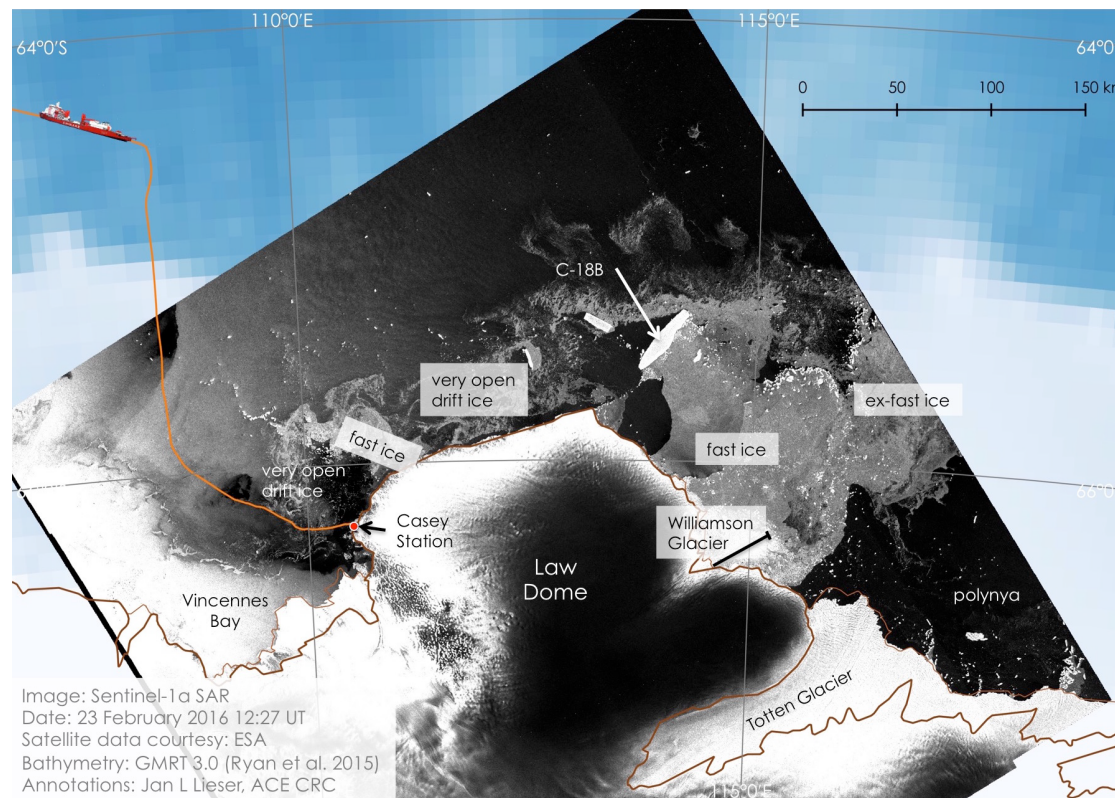 110°0'E
115°0'E
64°0'S
64°0'
0 50 100 150 km
C-18B
very open
drift ice
ex-fast ice
fast ice
fast ice
very open
drift ice
66°0'
Casey
Station
Williamson
Glacier
Law
Dome
Vincennes
Bay
polynya
Totten Glacier
115°0'E
Image: Sentinel-1a SAR
Date: 23 February 2016 12:27 UT
Satellite data courtesy: ESA
Bathymetry: GMRT 3.0 (Ryan et al. 2015)
Annotations: Jan L Lieser, ACE CRC